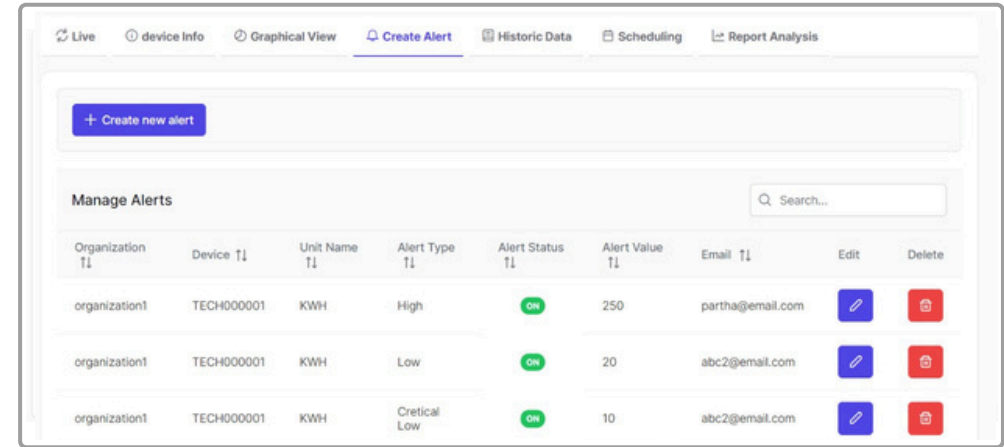 Live device Info Graphical View Create Alert Historic Data Scheduling Report Analysis
+ Create new alert
Manage Alerts Search...
Organization Device Unit Name Alert Type Alert Status Alert Value Email Edit Delete
organization1 TECH000001 KWH High ON 250 partha@email.com
organization1 TECH000001 KWH Low ON 20 abc2@email.com
organization1 TECH000001 KWH Cretical Low ON 10 abc2@email.com